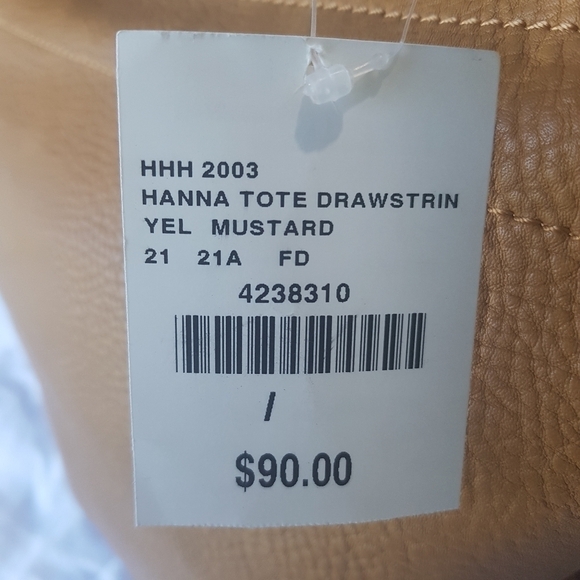 HHH 2003
HANNA TOTE DRAWSTRIN
YEL MUSTARD
21 21A FD
4238310
/
$90.00